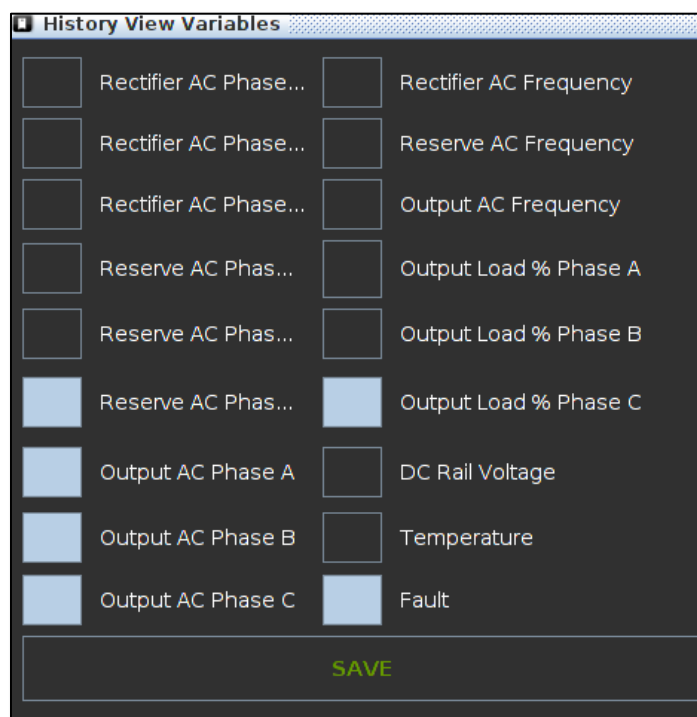 History View Variables
Rectifier AC Phase... Rectifier AC Frequency
Rectifier AC Phase... Reserve AC Frequency
Rectifier AC Phase... Output AC Frequency
Reserve AC Phas... Output Load % Phase A
Reserve AC Phas... Output Load % Phase B
Reserve AC Phas... Output Load % Phase C
Output AC Phase A DC Rail Voltage
Output AC Phase B Temperature
Output AC Phase C Fault
SAVE